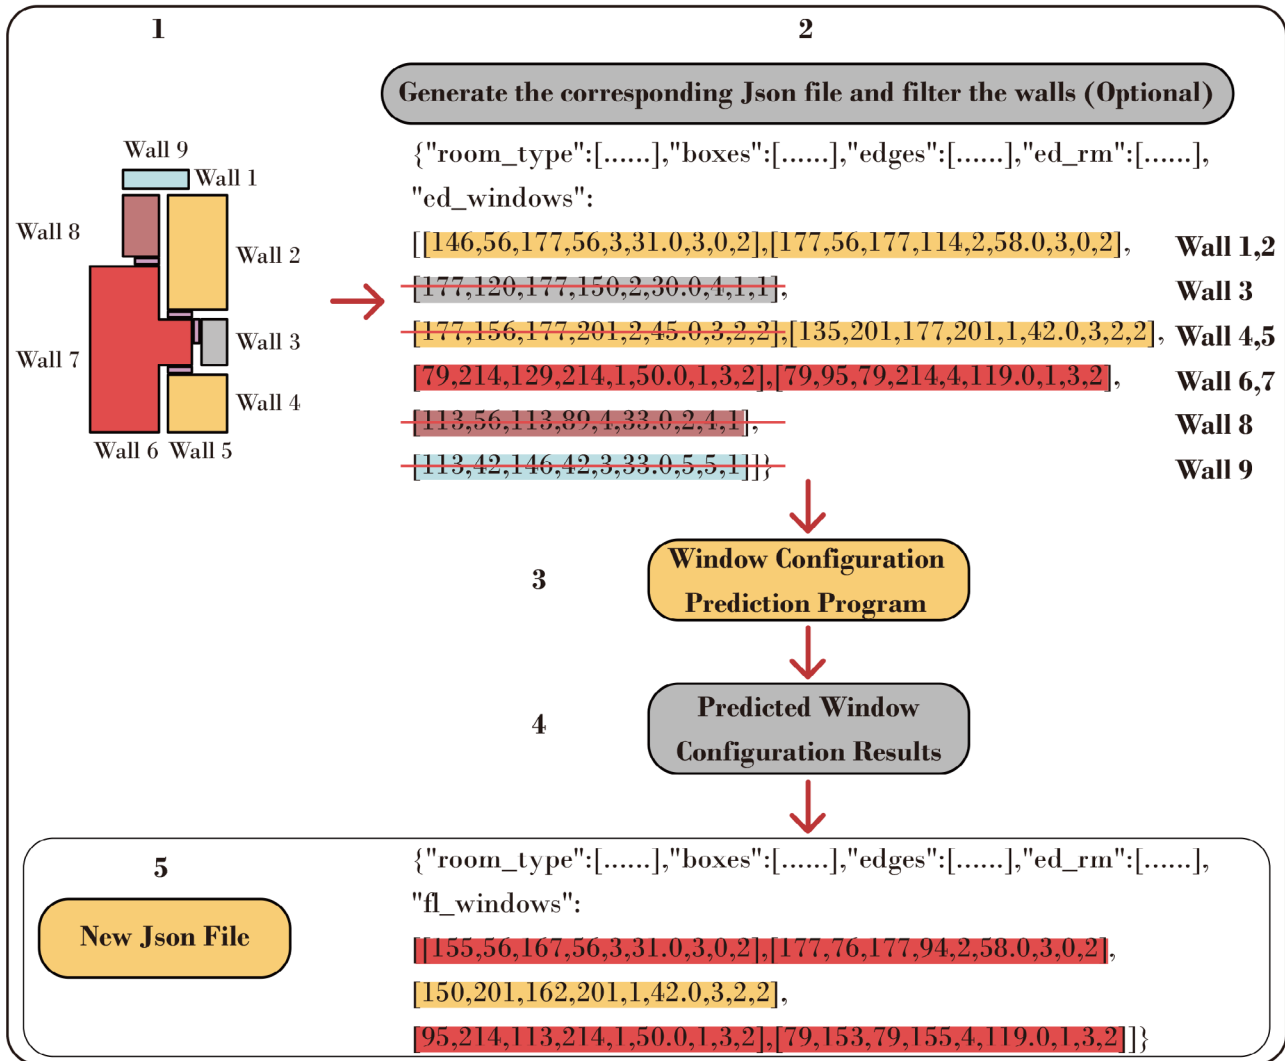 1
2
Generate the corresponding Json file and filter the walls (Optional)
{"room_type":[......],"boxes":[......],"edges":[......],"ed_rm":[......],
"ed_windows":
[[146,56,177,56,3,31.0,3,0,2],[177,56,177,114,2,58.0,3,0,2], Wall 1,2
[177,120,177,150,2,30.0,4,1,1], Wall 3
[177,156,177,201,2,45.0,3,2,2],[135,201,177,201,1,42.0,3,2,2], Wall 4,5
[79,214,129,214,1,50.0,1,3,2],[79,95,79,214,4,119.0,1,3,2], Wall 6,7
[113,56,113,89,4,33.0,2,4,1], Wall 8
[113,42,146,42,3,33.0,5,5,1]]} Wall 9
Wall 9
Wall 1
Wall 8
Wall 2
Wall 3
Wall 7
Wall 4
Wall 6
Wall 5
3
Window Configuration
Prediction Program
4
Predicted Window
Configuration Results
5
New Json File
{"room_type":[......],"boxes":[......],"edges":[......],"ed_rm":[......],
"fl_windows":
[[155,56,167,56,3,31.0,3,0,2],[177,76,177,94,2,58.0,3,0,2],
[150,201,162,201,1,42.0,3,2,2],
[95,214,113,214,1,50.0,1,3,2],[79,153,79,155,4,119.0,1,3,2]]}